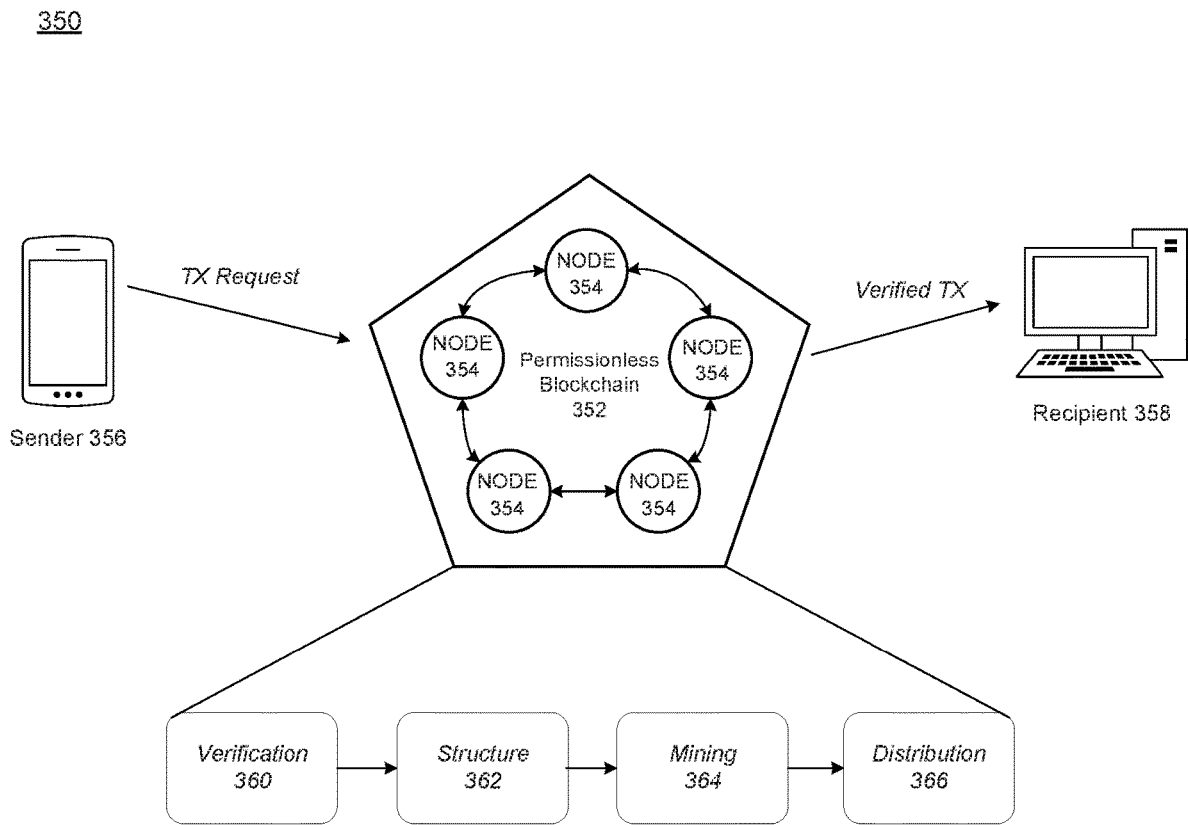 350
NODE
354
TX Request
Verified TX
NODE
354
NODE
354
Permissionless
Blockchain
352
Sender 356
Recipient 358
NODE
354
NODE
354
Verification
360
Structure
362
Mining
364
Distribution
366